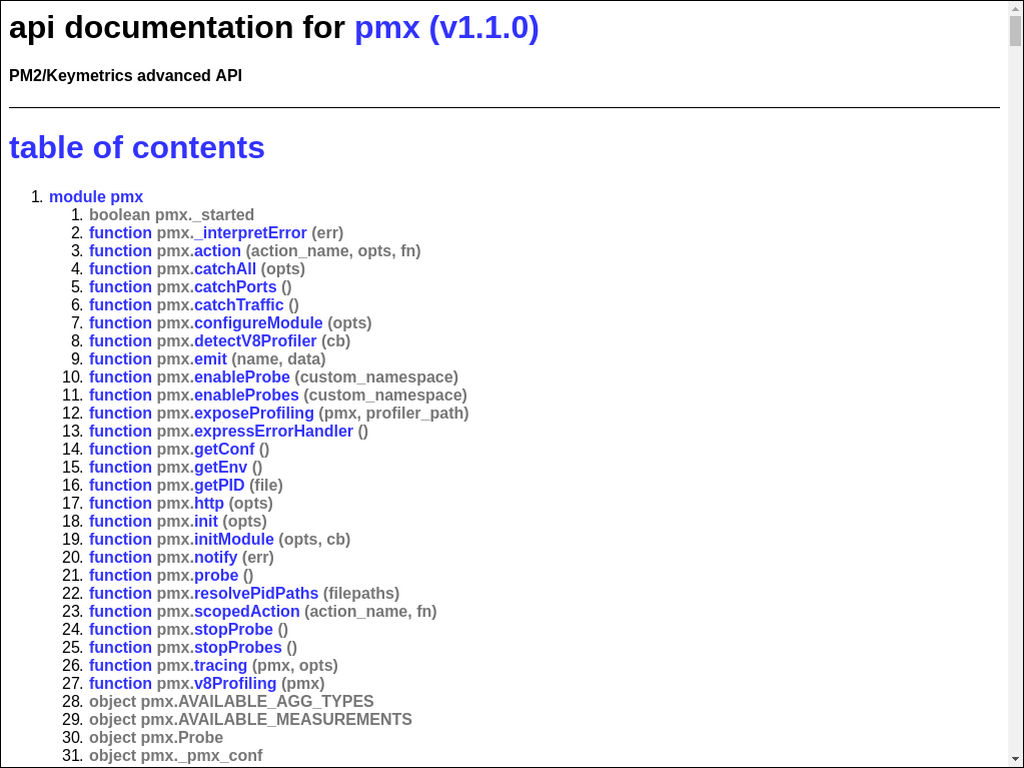 api documentation for pmx (v1.1.0)
PM2/Keymetrics advanced API
table of contents
1. module pmx
1. boolean pmx._started
2. function pmx._interpretError (err)
3. function pmx.action (action_name, opts, fn)
4. function pmx.catchAll (opts)
5. function pmx.catchPorts ()
6. function pmx.catchTraffic ()
7. function pmx.configureModule (opts)
8. function pmx.detectV8Profiler (cb)
9. function pmx.emit (name, data)
10. function pmx.enableProbe (custom_namespace)
11. function pmx.enableProbes (custom_namespace)
12. function pmx.exposeProfiling (pmx, profiler_path)
13. function pmx.expressErrorHandler ()
14. function pmx.getConf ()
15. function pmx.getEnv ()
16. function pmx.getPID (file)
17. function pmx.http (opts)
18. function pmx.init (opts)
19. function pmx.initModule (opts, cb)
20. function pmx.notify (err)
21. function pmx.probe ()
22. function pmx.resolvePidPaths (filepaths)
23. function pmx.scopedAction (action_name, fn)
24. function pmx.stopProbe ()
25. function pmx.stopProbes ()
26. function pmx.tracing (pmx, opts)
27. function pmx.v8Profiling (pmx)
28. object pmx.AVAILABLE_AGG_TYPES
29. object pmx.AVAILABLE_MEASUREMENTS
30. object pmx.Probe
31. object pmx._pmx_conf